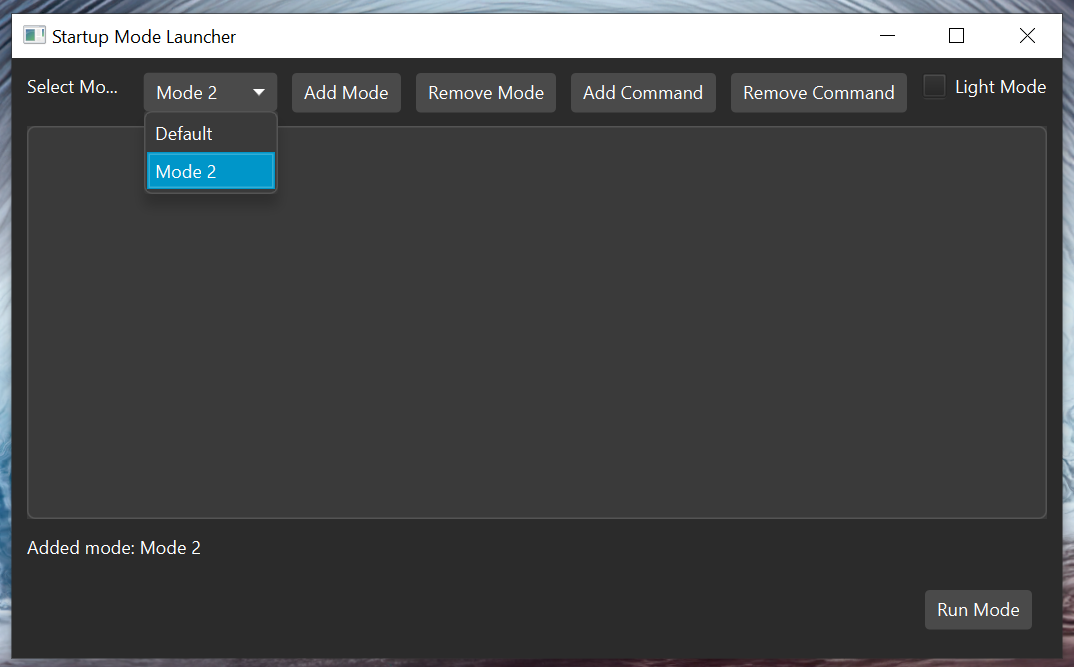 Startup Mode Launcher
Select Mo... Mode 2 Add Mode Remove Mode Add Command Remove Command Light Mode
Default
Mode 2
Added mode: Mode 2
Run Mode